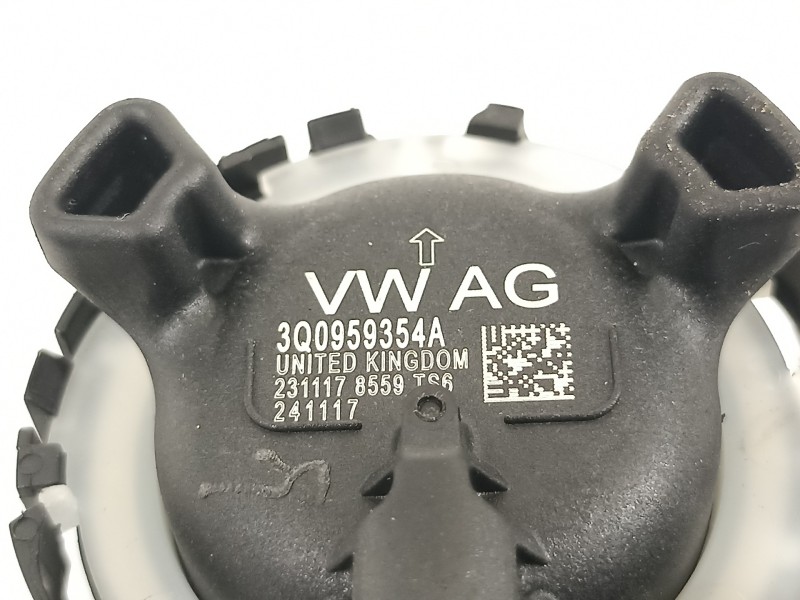 VW AG
3Q0959354A
UNITED KINGDOM
231117 8559 TS6
241117